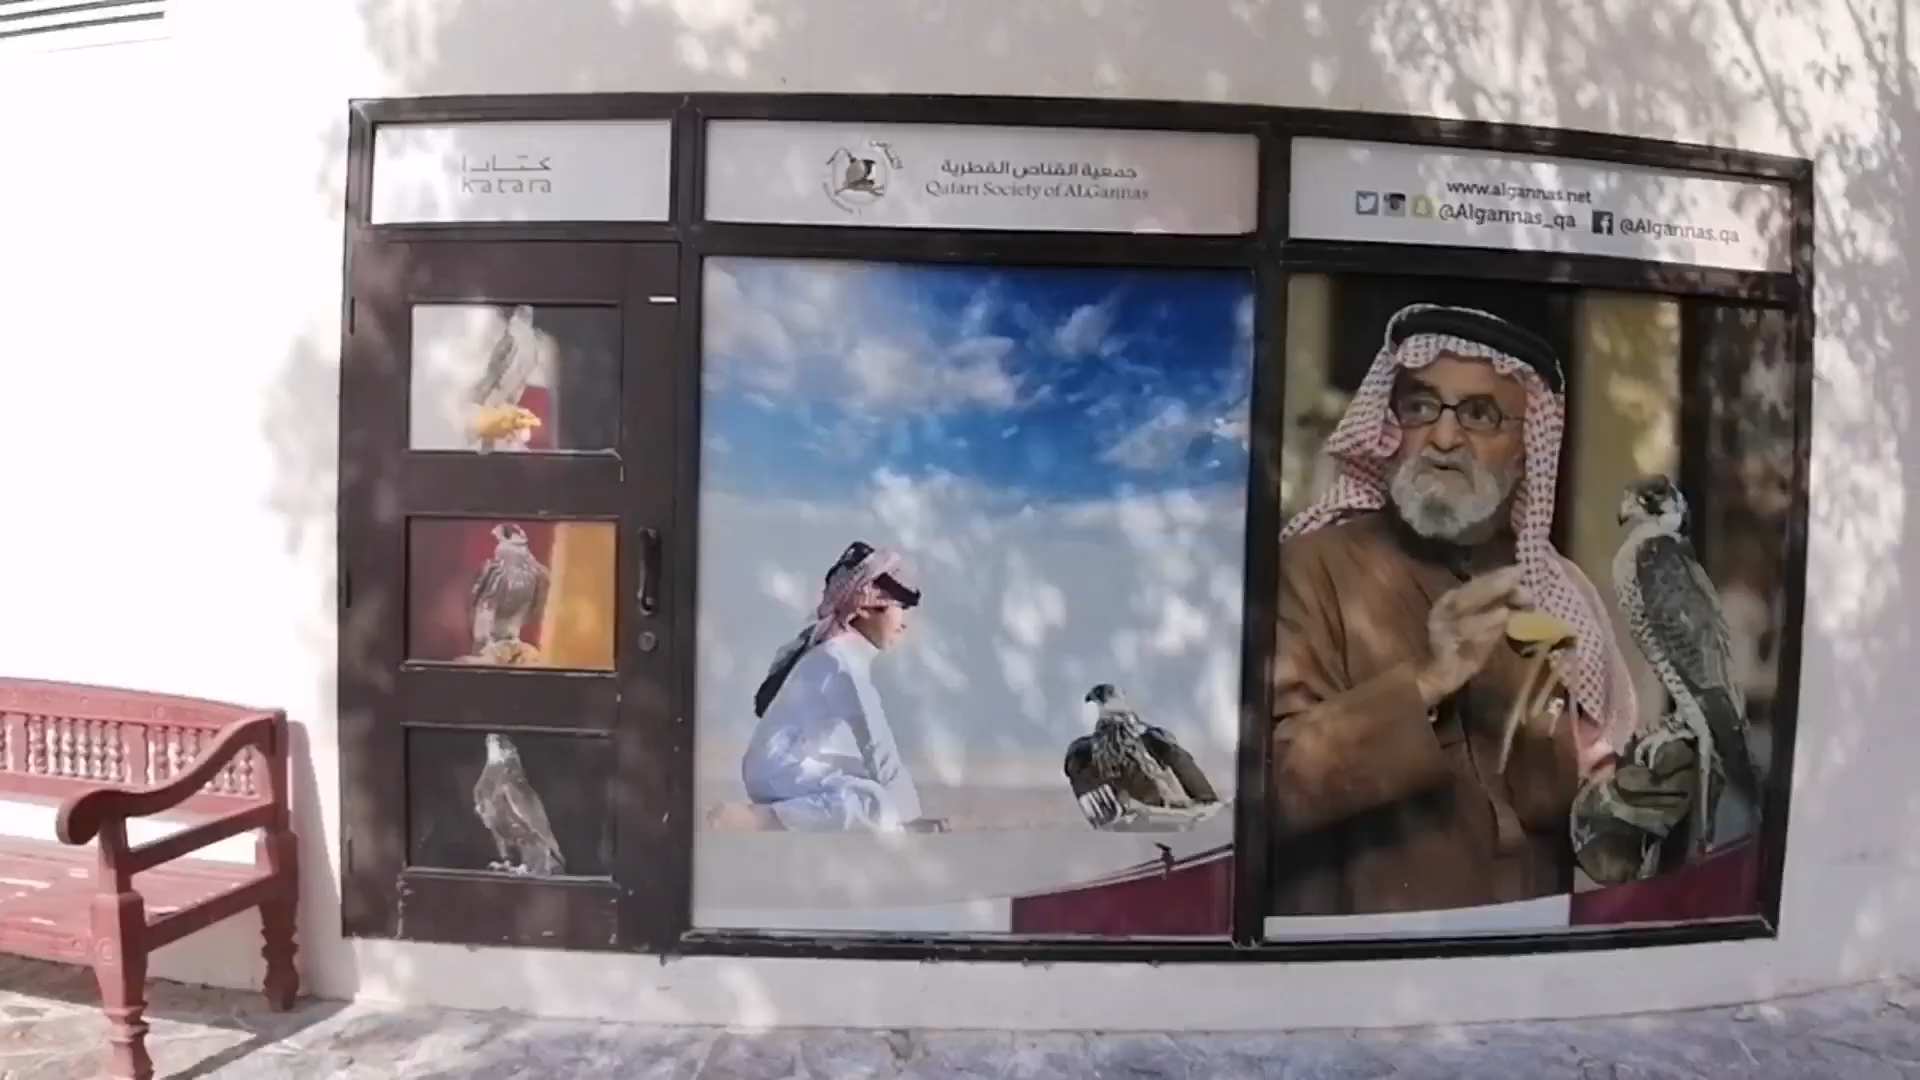 كتارا
katara
جمعية القناص القطرية
Qatari Society of ALGannas
www.algannas.net
@Algannas_qa @Algannas.qa